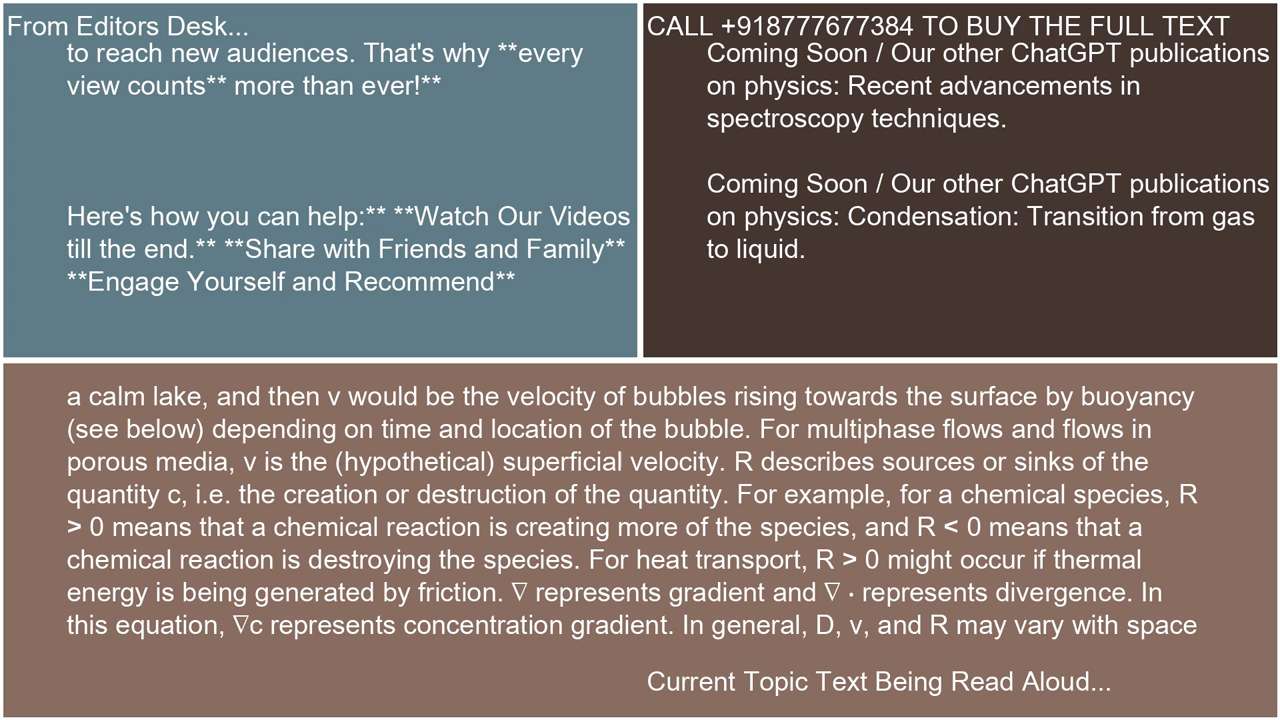 From Editors Desk...
to reach new audiences. That's why **every
view counts** more than ever!**
Here's how you can help:** **Watch Our Videos
till the end.** **Share with Friends and Family**
**Engage Yourself and Recommend**
CALL +918777677384 TO BUY THE FULL TEXT
Coming Soon / Our other ChatGPT publications
on physics: Recent advancements in
spectroscopy techniques.
Coming Soon / Our other ChatGPT publications
on physics: Condensation: Transition from gas
to liquid.
a calm lake, and then v would be the velocity of bubbles rising towards the surface by buoyancy
(see below) depending on time and location of the bubble. For multiphase flows and flows in
porous media, v is the (hypothetical) superficial velocity. R describes sources or sinks of the
quantity c, i.e. the creation or destruction of the quantity. For example, for a chemical species, R
> 0 means that a chemical reaction is creating more of the species, and R < 0 means that a
chemical reaction is destroying the species. For heat transport, R > 0 might occur if thermal
energy is being generated by friction. ∇ represents gradient and ∇ ⋅ represents divergence. In
this equation, ∇c represents concentration gradient. In general, D, v, and R may vary with space
Current Topic Text Being Read Aloud...